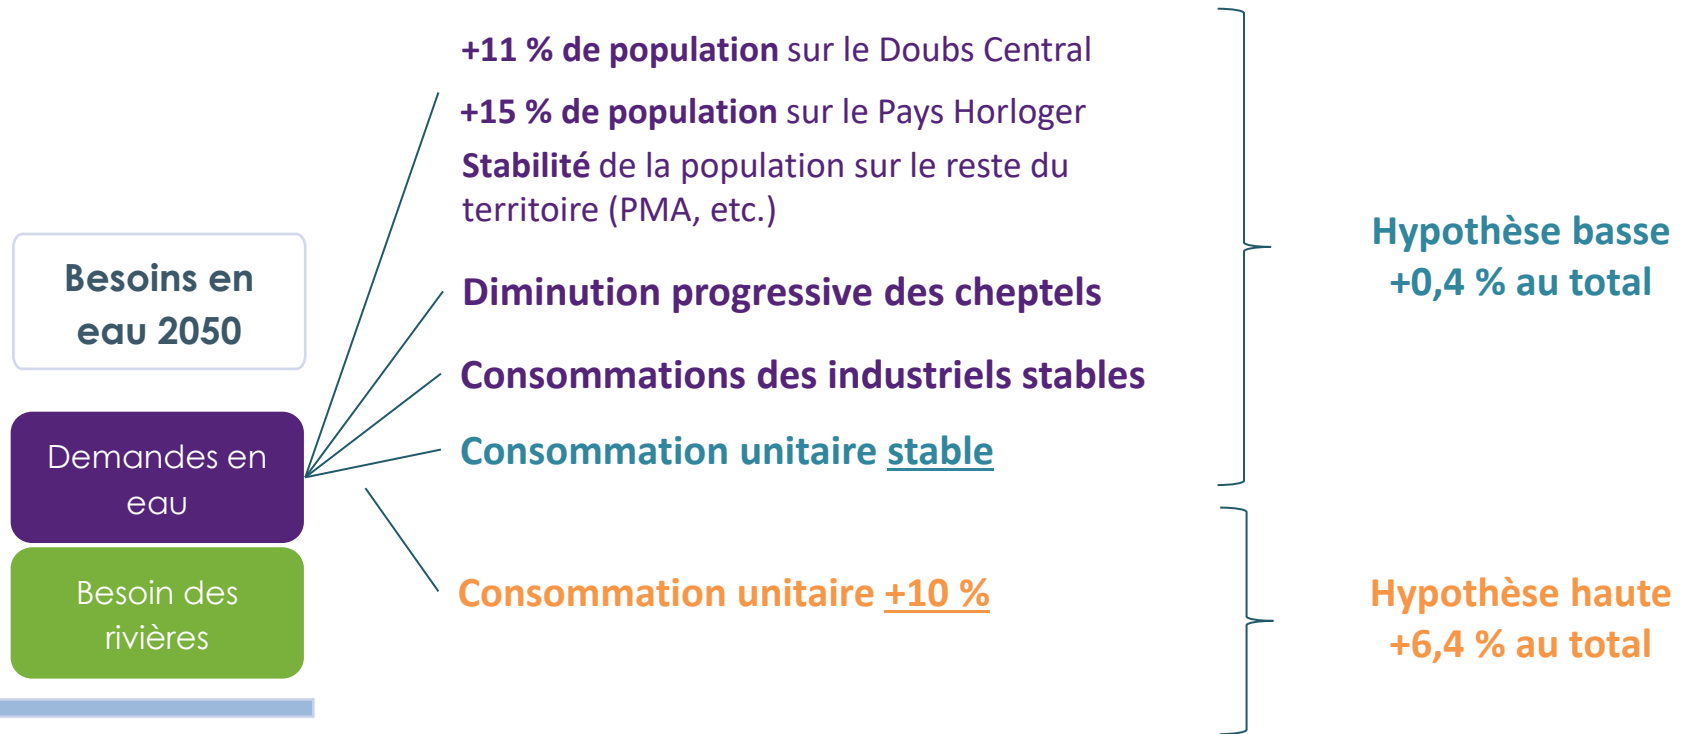 +11 % de population sur le Doubs Central
+15 % de population sur le Pays Horloger
Stabilité de la population sur le reste du
territoire (PMA, etc.)
Hypothèse basse
+0,4 % au total
Besoins en
eau 2050
Diminution progressive des cheptels
Consommations des industriels stables
Demandes en
eau
Consommation unitaire stable
Besoin des
rivières
Consommation unitaire +10 %
Hypothèse haute
+6,4 % au total